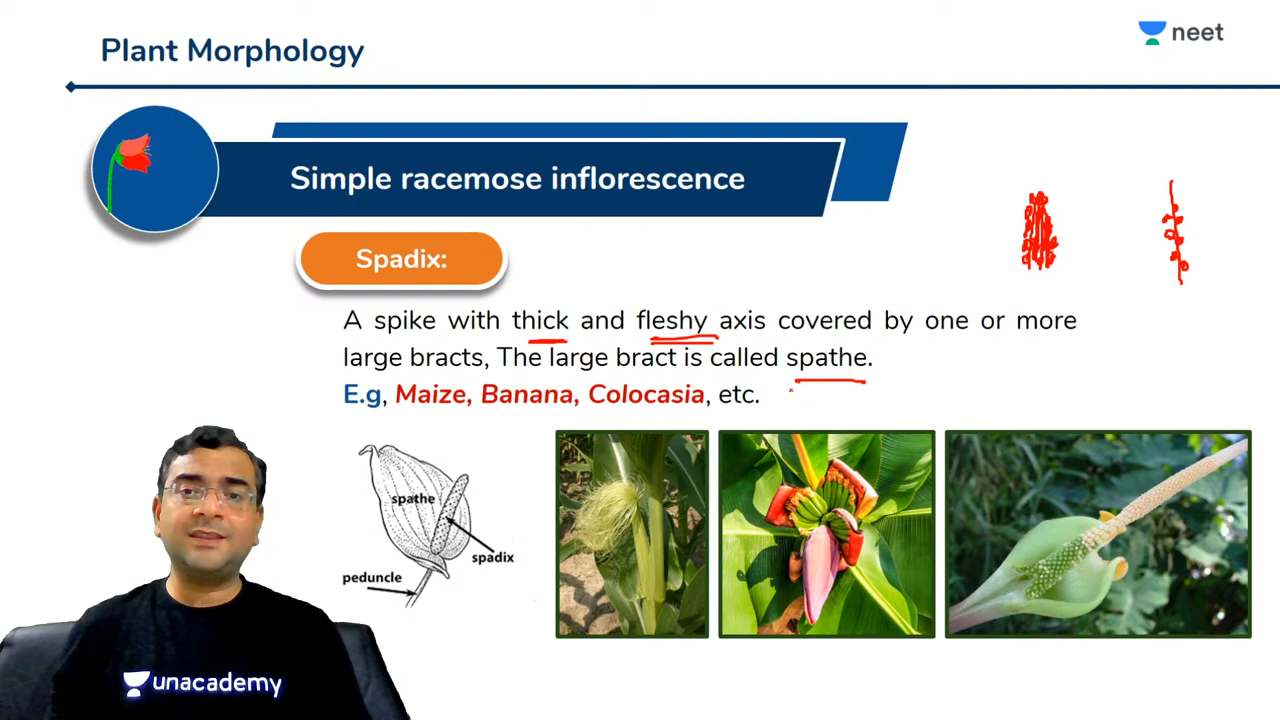 Plant Morphology
neet
Simple racemose inflorescence
Spadix:
A spike with thick and fleshy axis covered by one or more
large bracts, The large bract is called spathe.
E.g, Maize, Banana, Colocasia, etc.
spathe
spadix
peduncle
unacademy